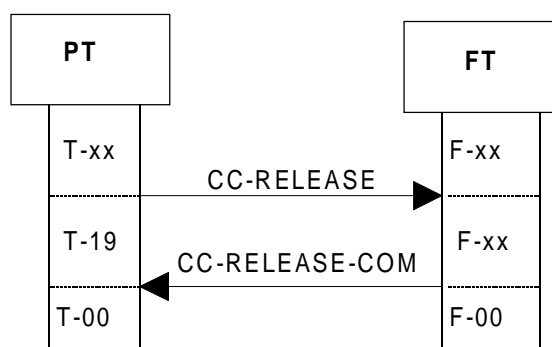 PT
FT
T-xx
F-xx
CC-RELEASE
T-19
F-xx
CC-RELEASE-COM
T-00
F-00